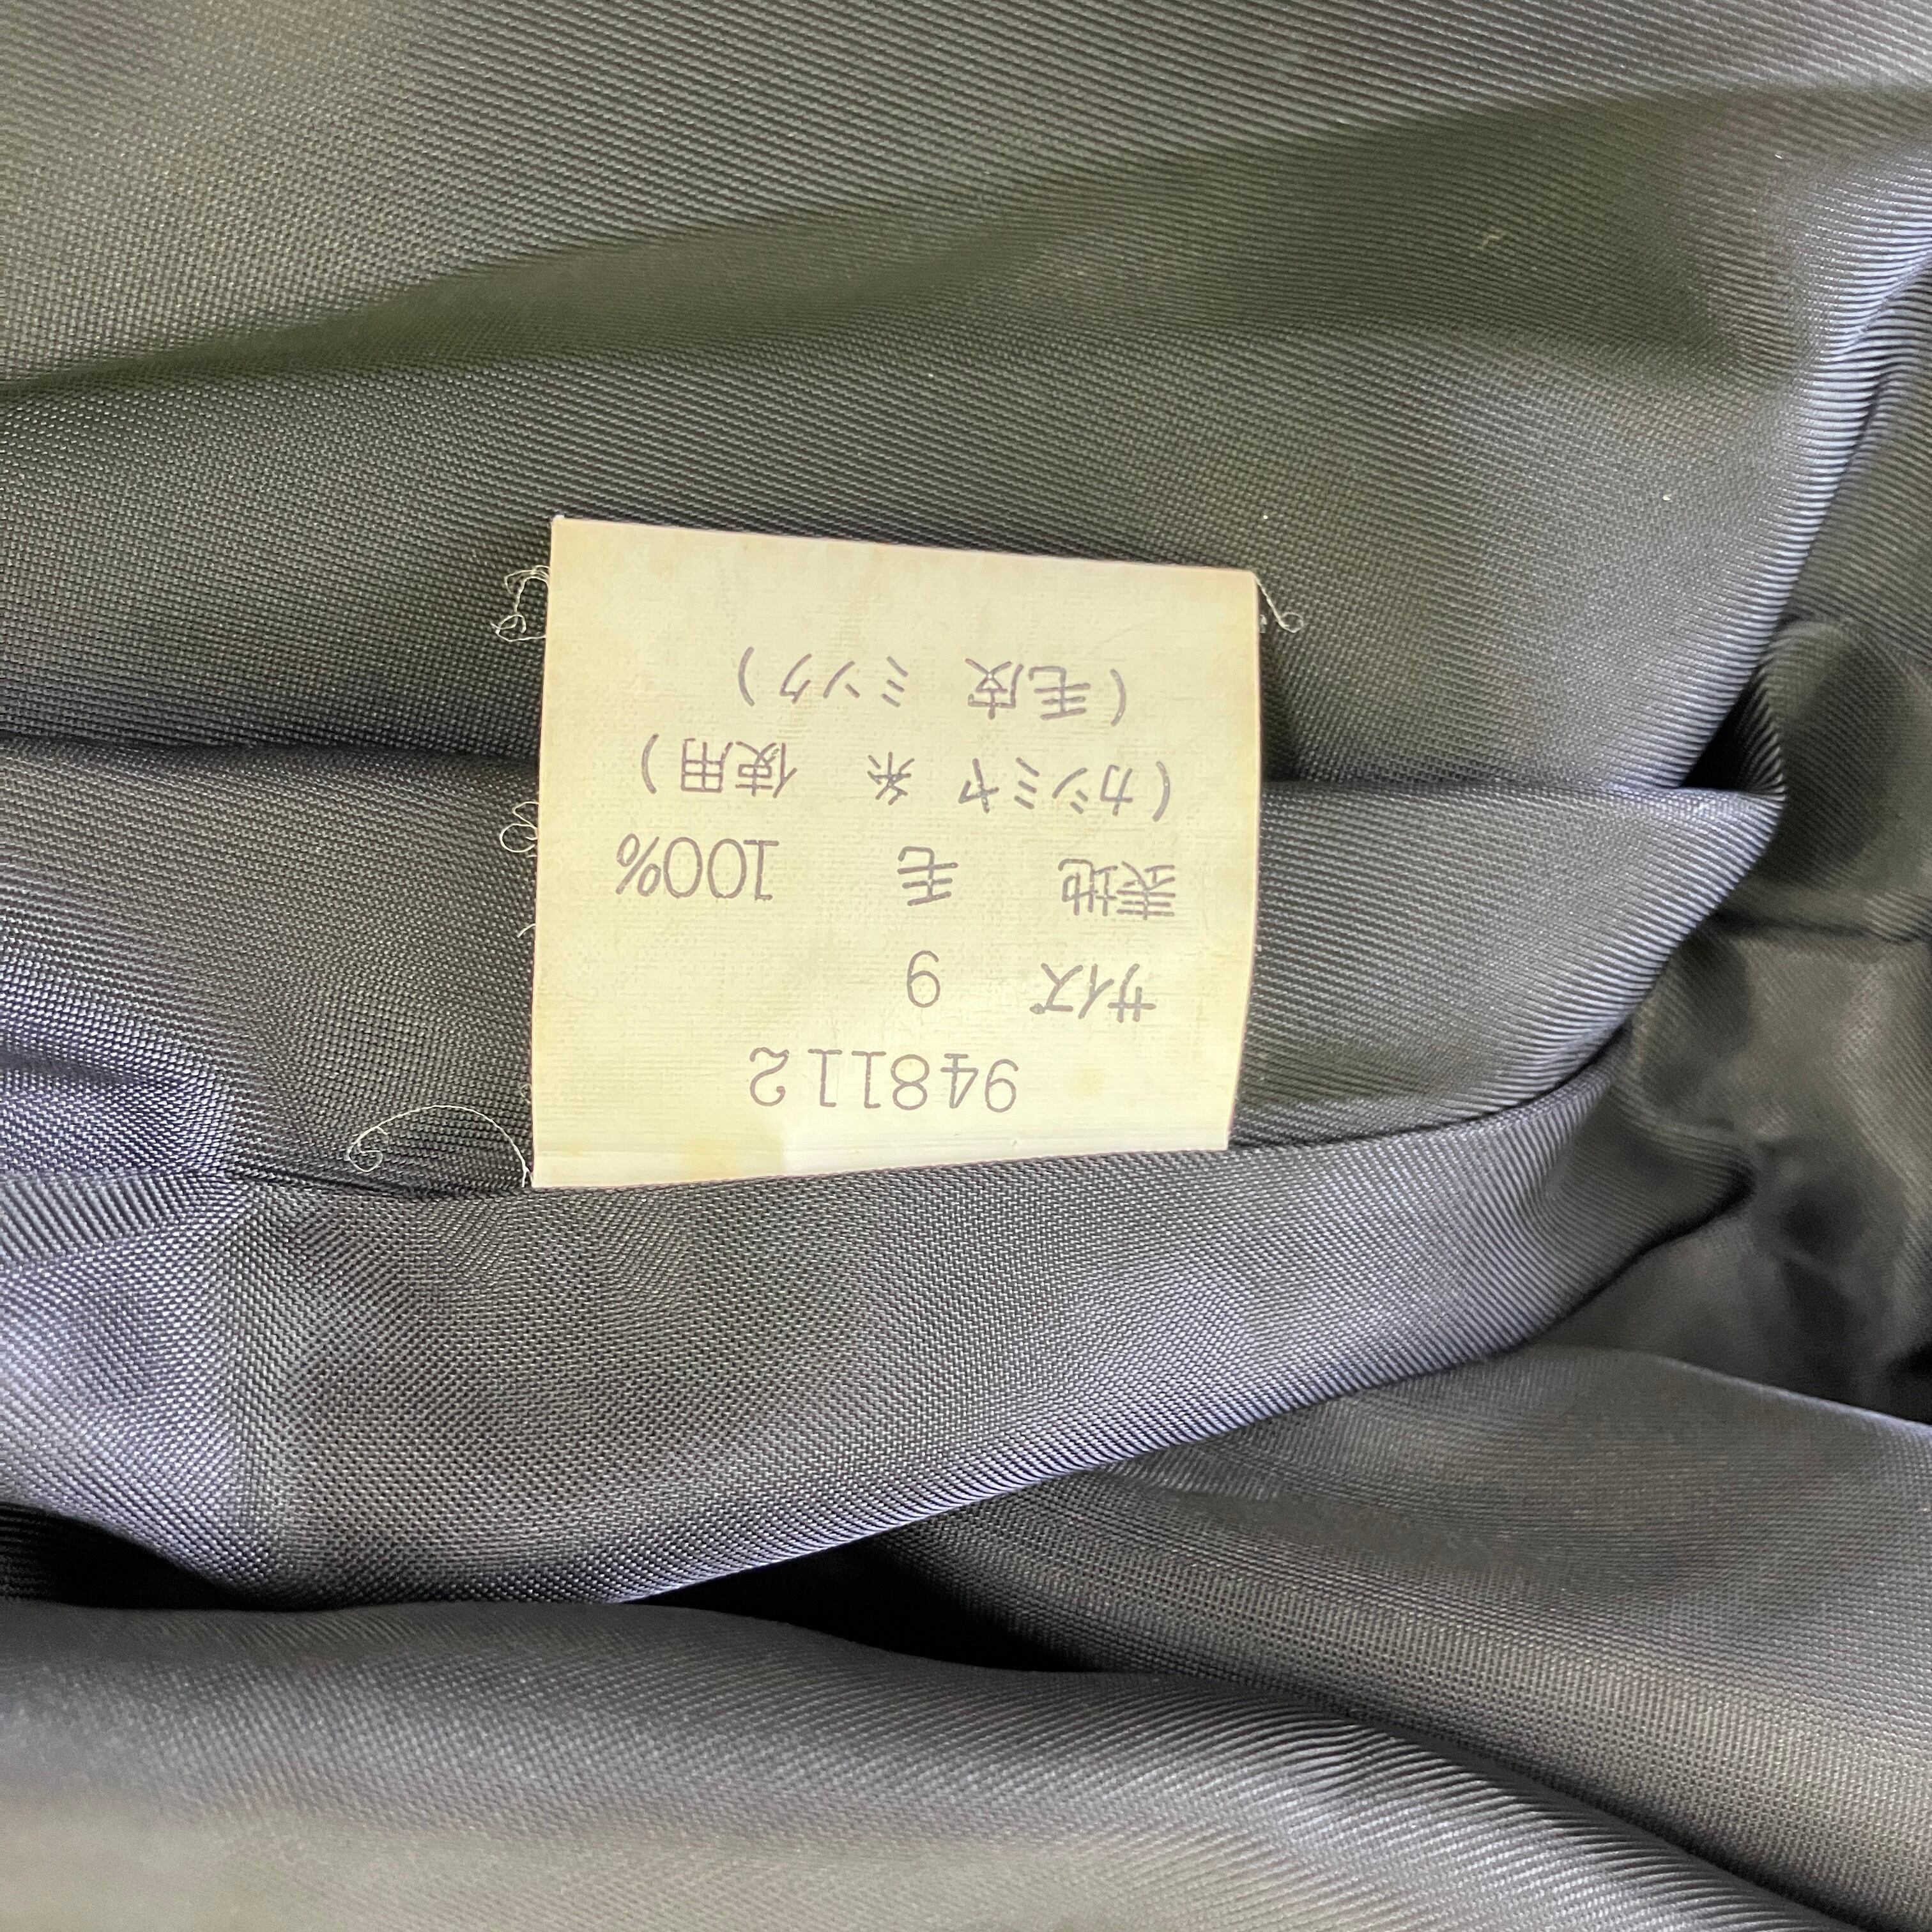 948112
サイズ 9
表地 毛 100%
(カシミヤ 糸 使用)
(毛皮 ミンク)